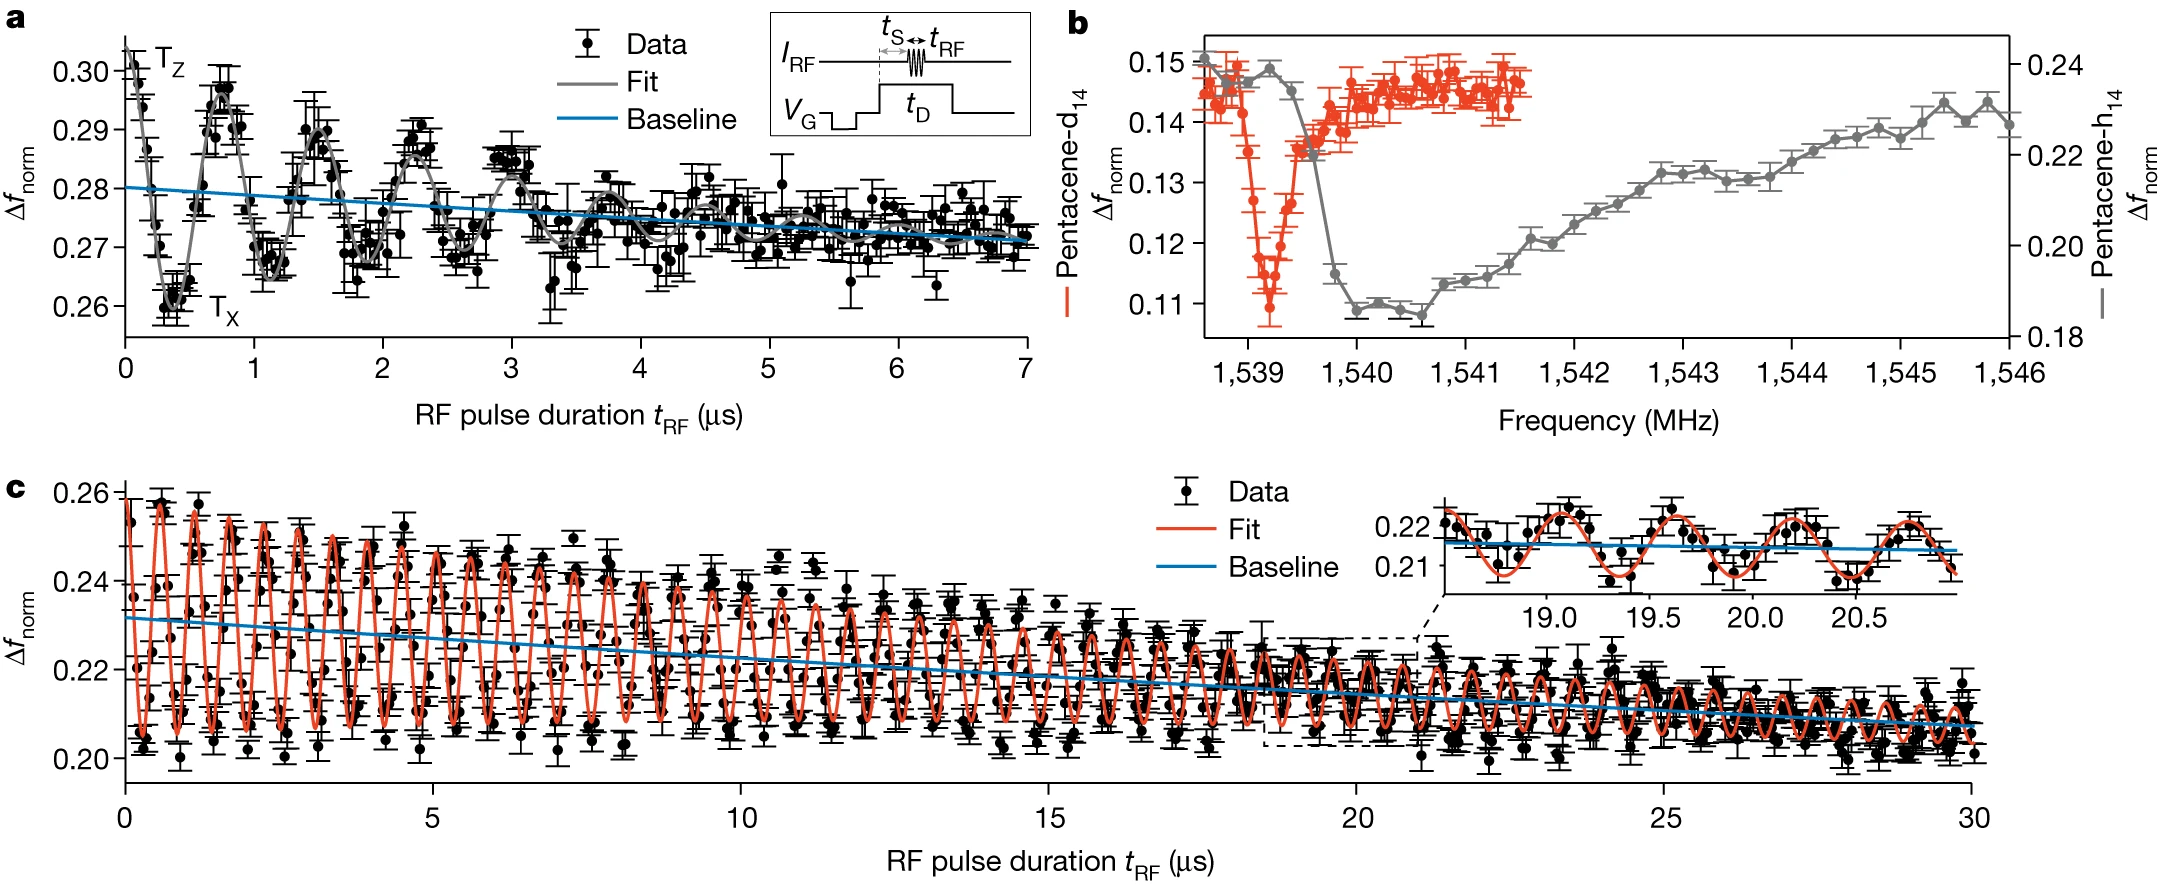 a
T_Z
T_X
Data
Fit
Baseline
I_RF
t_S
t_RF
V_G
t_D
0.30
0.29
0.28
0.27
0.26
Δf_norm
0 1 2 3 4 5 6 7
RF pulse duration t_RF (μs)
b
0.15
0.14
0.13
0.12
0.11
Pentacene-d_14
Δf_norm
0.24
0.22
0.20
0.18
Pentacene-h_14
Δf_norm
1,539 1,540 1,541 1,542 1,543 1,544 1,545 1,546
Frequency (MHz)
c
Data
Fit
Baseline
0.26
0.24
0.22
0.20
Δf_norm
0.22
0.21
19.0 19.5 20.0 20.5
0 5 10 15 20 25 30
RF pulse duration t_RF (μs)